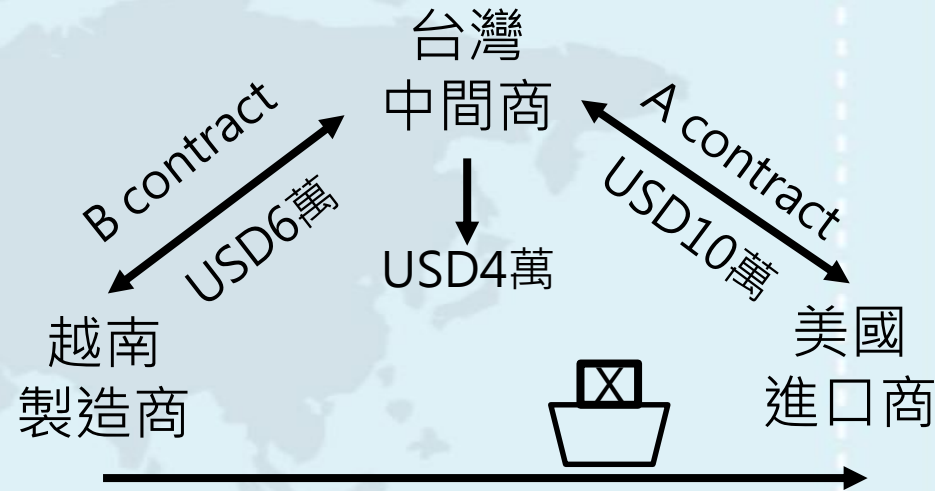 台灣
中間商
B contract
USD6萬
A contract
USD10萬
USD4萬
越南
製造商
美國
進口商
X